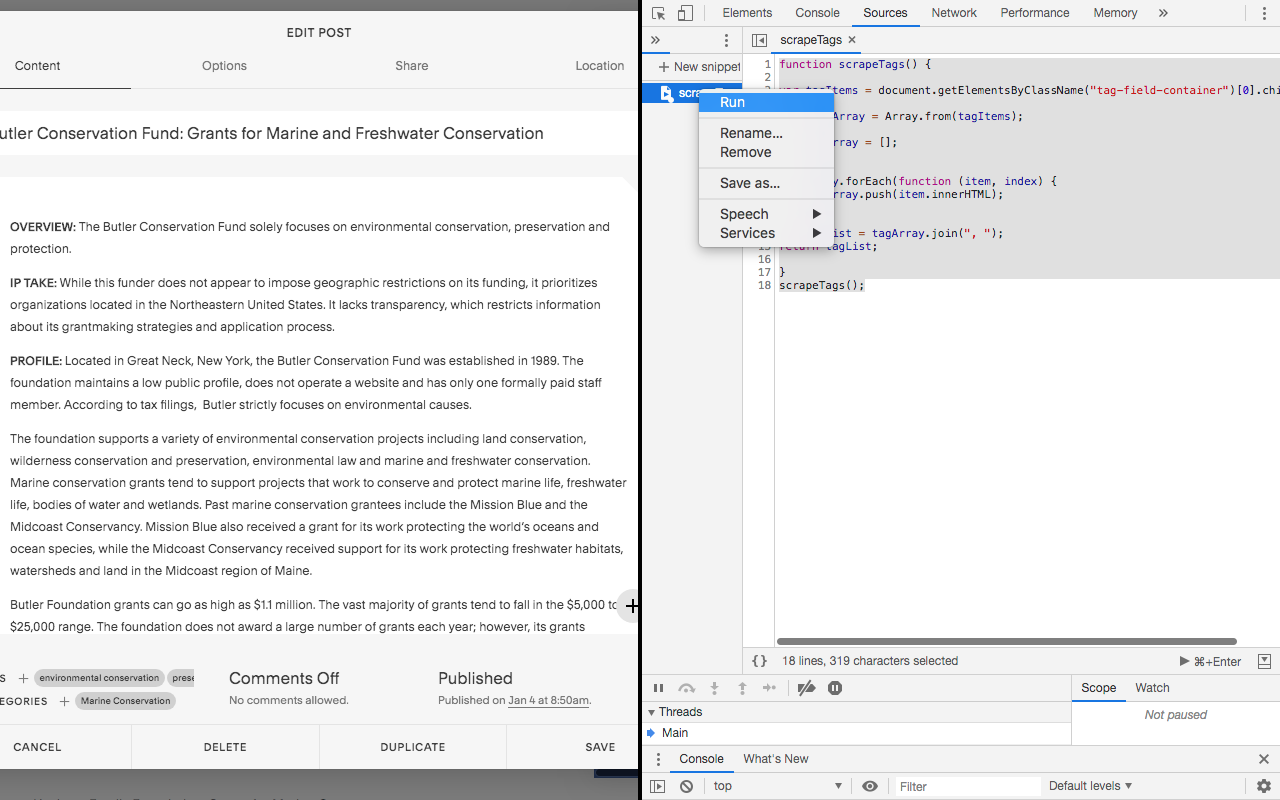 EDIT POST
Content
Options
Share
Location
utler Conservation Fund: Grants for Marine and Freshwater Conservation
OVERVIEW: The Butler Conservation Fund solely focuses on environmental conservation, preservation and
protection.
IP TAKE: While this funder does not appear to impose geographic restrictions on its funding, it prioritizes
organizations located in the Northeastern United States. It lacks transparency, which restricts information
about its grantmaking strategies and application process.
PROFILE: Located in Great Neck, New York, the Butler Conservation Fund was established in 1989. The
foundation maintains a low public profile, does not operate a website and has only one formally paid staff
member. According to tax filings,  Butler strictly focuses on environmental causes.
The foundation supports a variety of environmental conservation projects including land conservation,
wilderness conservation and preservation, environmental law and marine and freshwater conservation.
Marine conservation grants tend to support projects that work to conserve and protect marine life, freshwater
life, bodies of water and wetlands. Past marine conservation grantees include the Mission Blue and the
Midcoast Conservancy. Mission Blue also received a grant for its work protecting the world's oceans and
ocean species, while the Midcoast Conservancy received support for its work protecting freshwater habitats,
watersheds and land in the Midcoast region of Maine.
Butler Foundation grants can go as high as $1.1 million. The vast majority of grants tend to fall in the $5,000 to
$25,000 range. The foundation does not award a large number of grants each year; however, its grants
S + environmental conservation prese
EGORIES + Marine Conservation
Comments Off
No comments allowed.
Published
Published on Jan 4 at 8:50am.
CANCEL
DELETE
DUPLICATE
SAVE
Elements
Console
Sources
Network
Performance
Memory
»
»
scrapeTags ×
+ New snippet
scra
Run
Rename...
Remove
Save as...
Speech
Services
1 function scrapeTags() {
2
Items = document.getElementsByClassName("tag-field-container")[0].chi
Array = Array.from(tagItems);
rray = [];
y.forEach(function (item, index) {
rray.push(item.innerHTML);
ist = tagArray.join(", ");
15 return tagList;
16
17 }
18 scrapeTags();
{} 18 lines, 319 characters selected
⌘+Enter
Scope
Watch
Threads
Not paused
Main
Console
What's New
top
Filter
Default levels